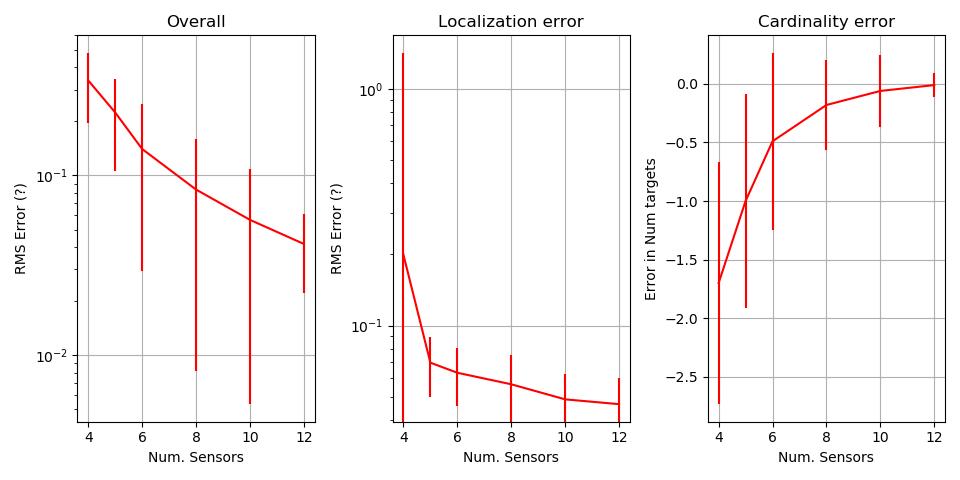 Overall
RMS Error (?)
10⁻¹
10⁻²
4 6 8 10 12
Num. Sensors
Localization error
RMS Error (?)
10⁰
10⁻¹
4 6 8 10 12
Num. Sensors
Cardinality error
Error in Num targets
0.0
−0.5
−1.0
−1.5
−2.0
−2.5
4 6 8 10 12
Num. Sensors